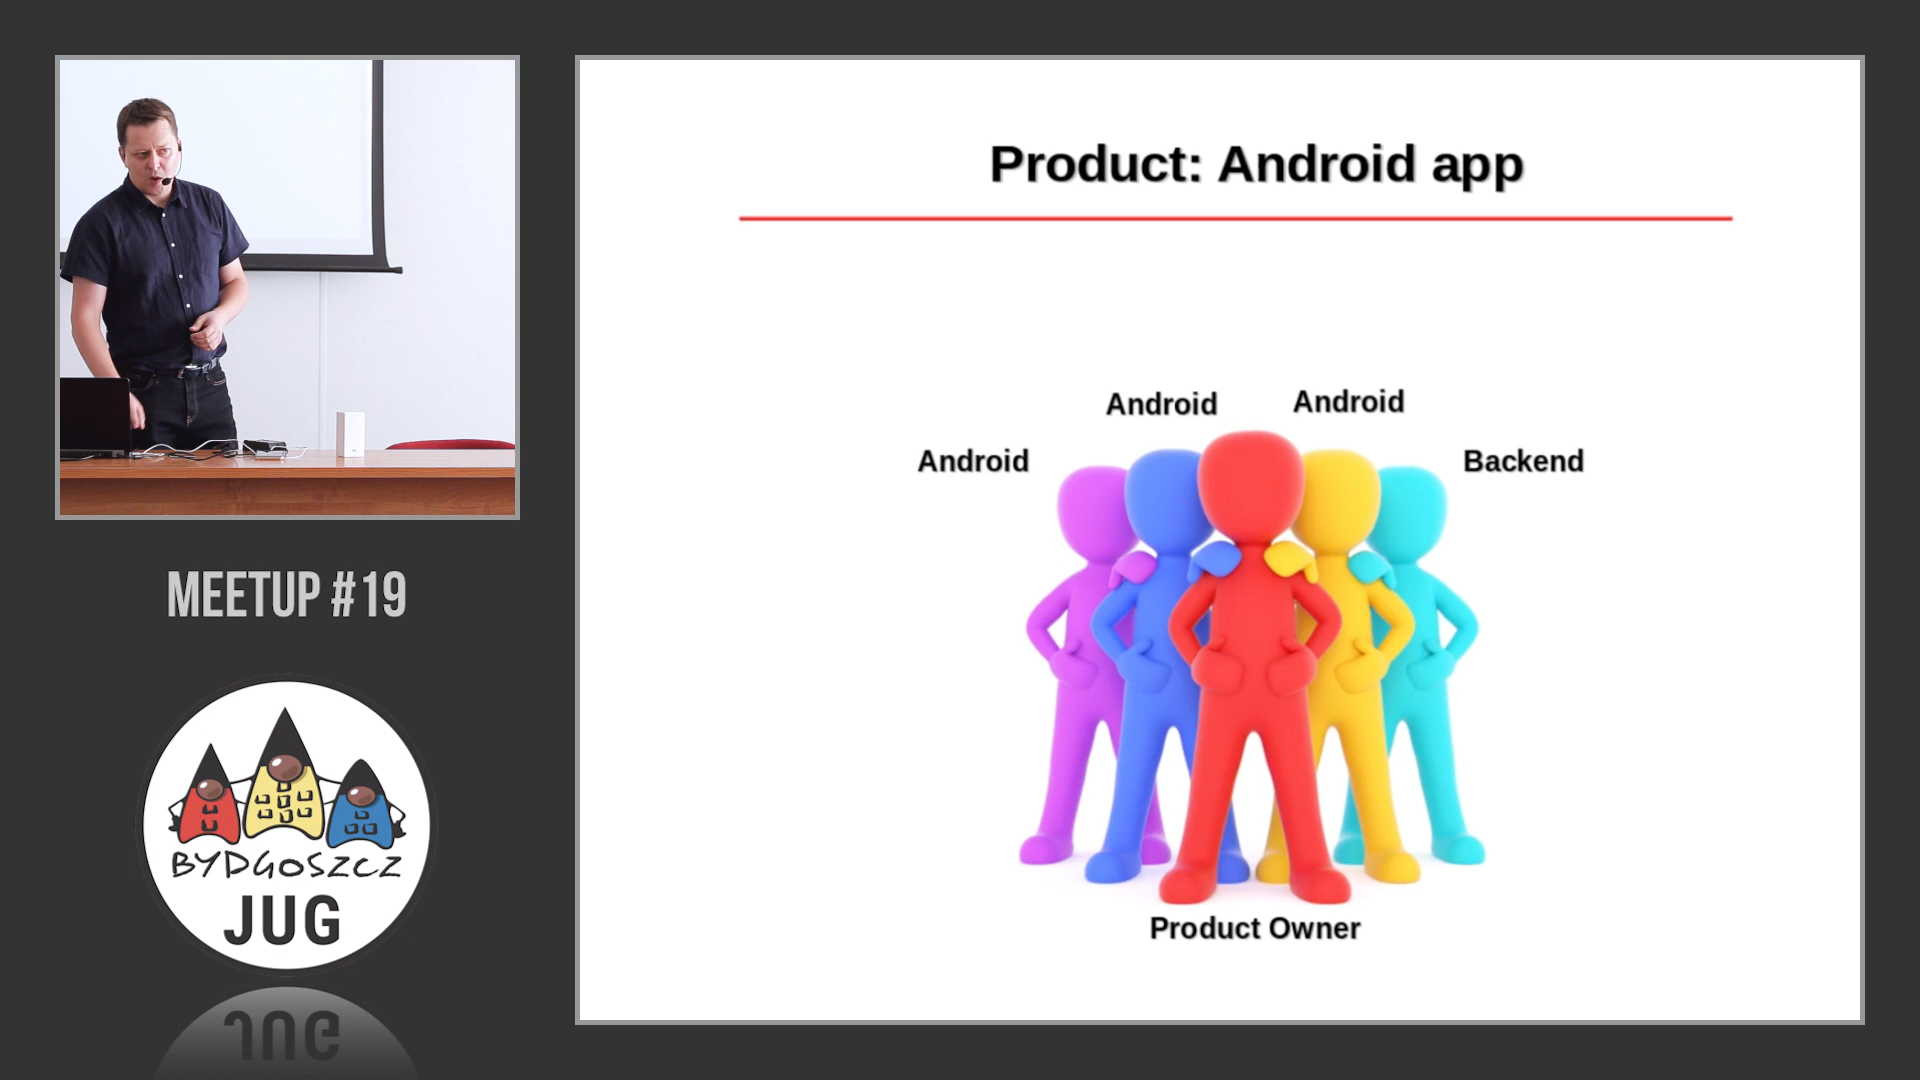 Product: Android app
Android
Android
Android
Backend
Product Owner
MEETUP #19
BYDGOSZCZ
JUG